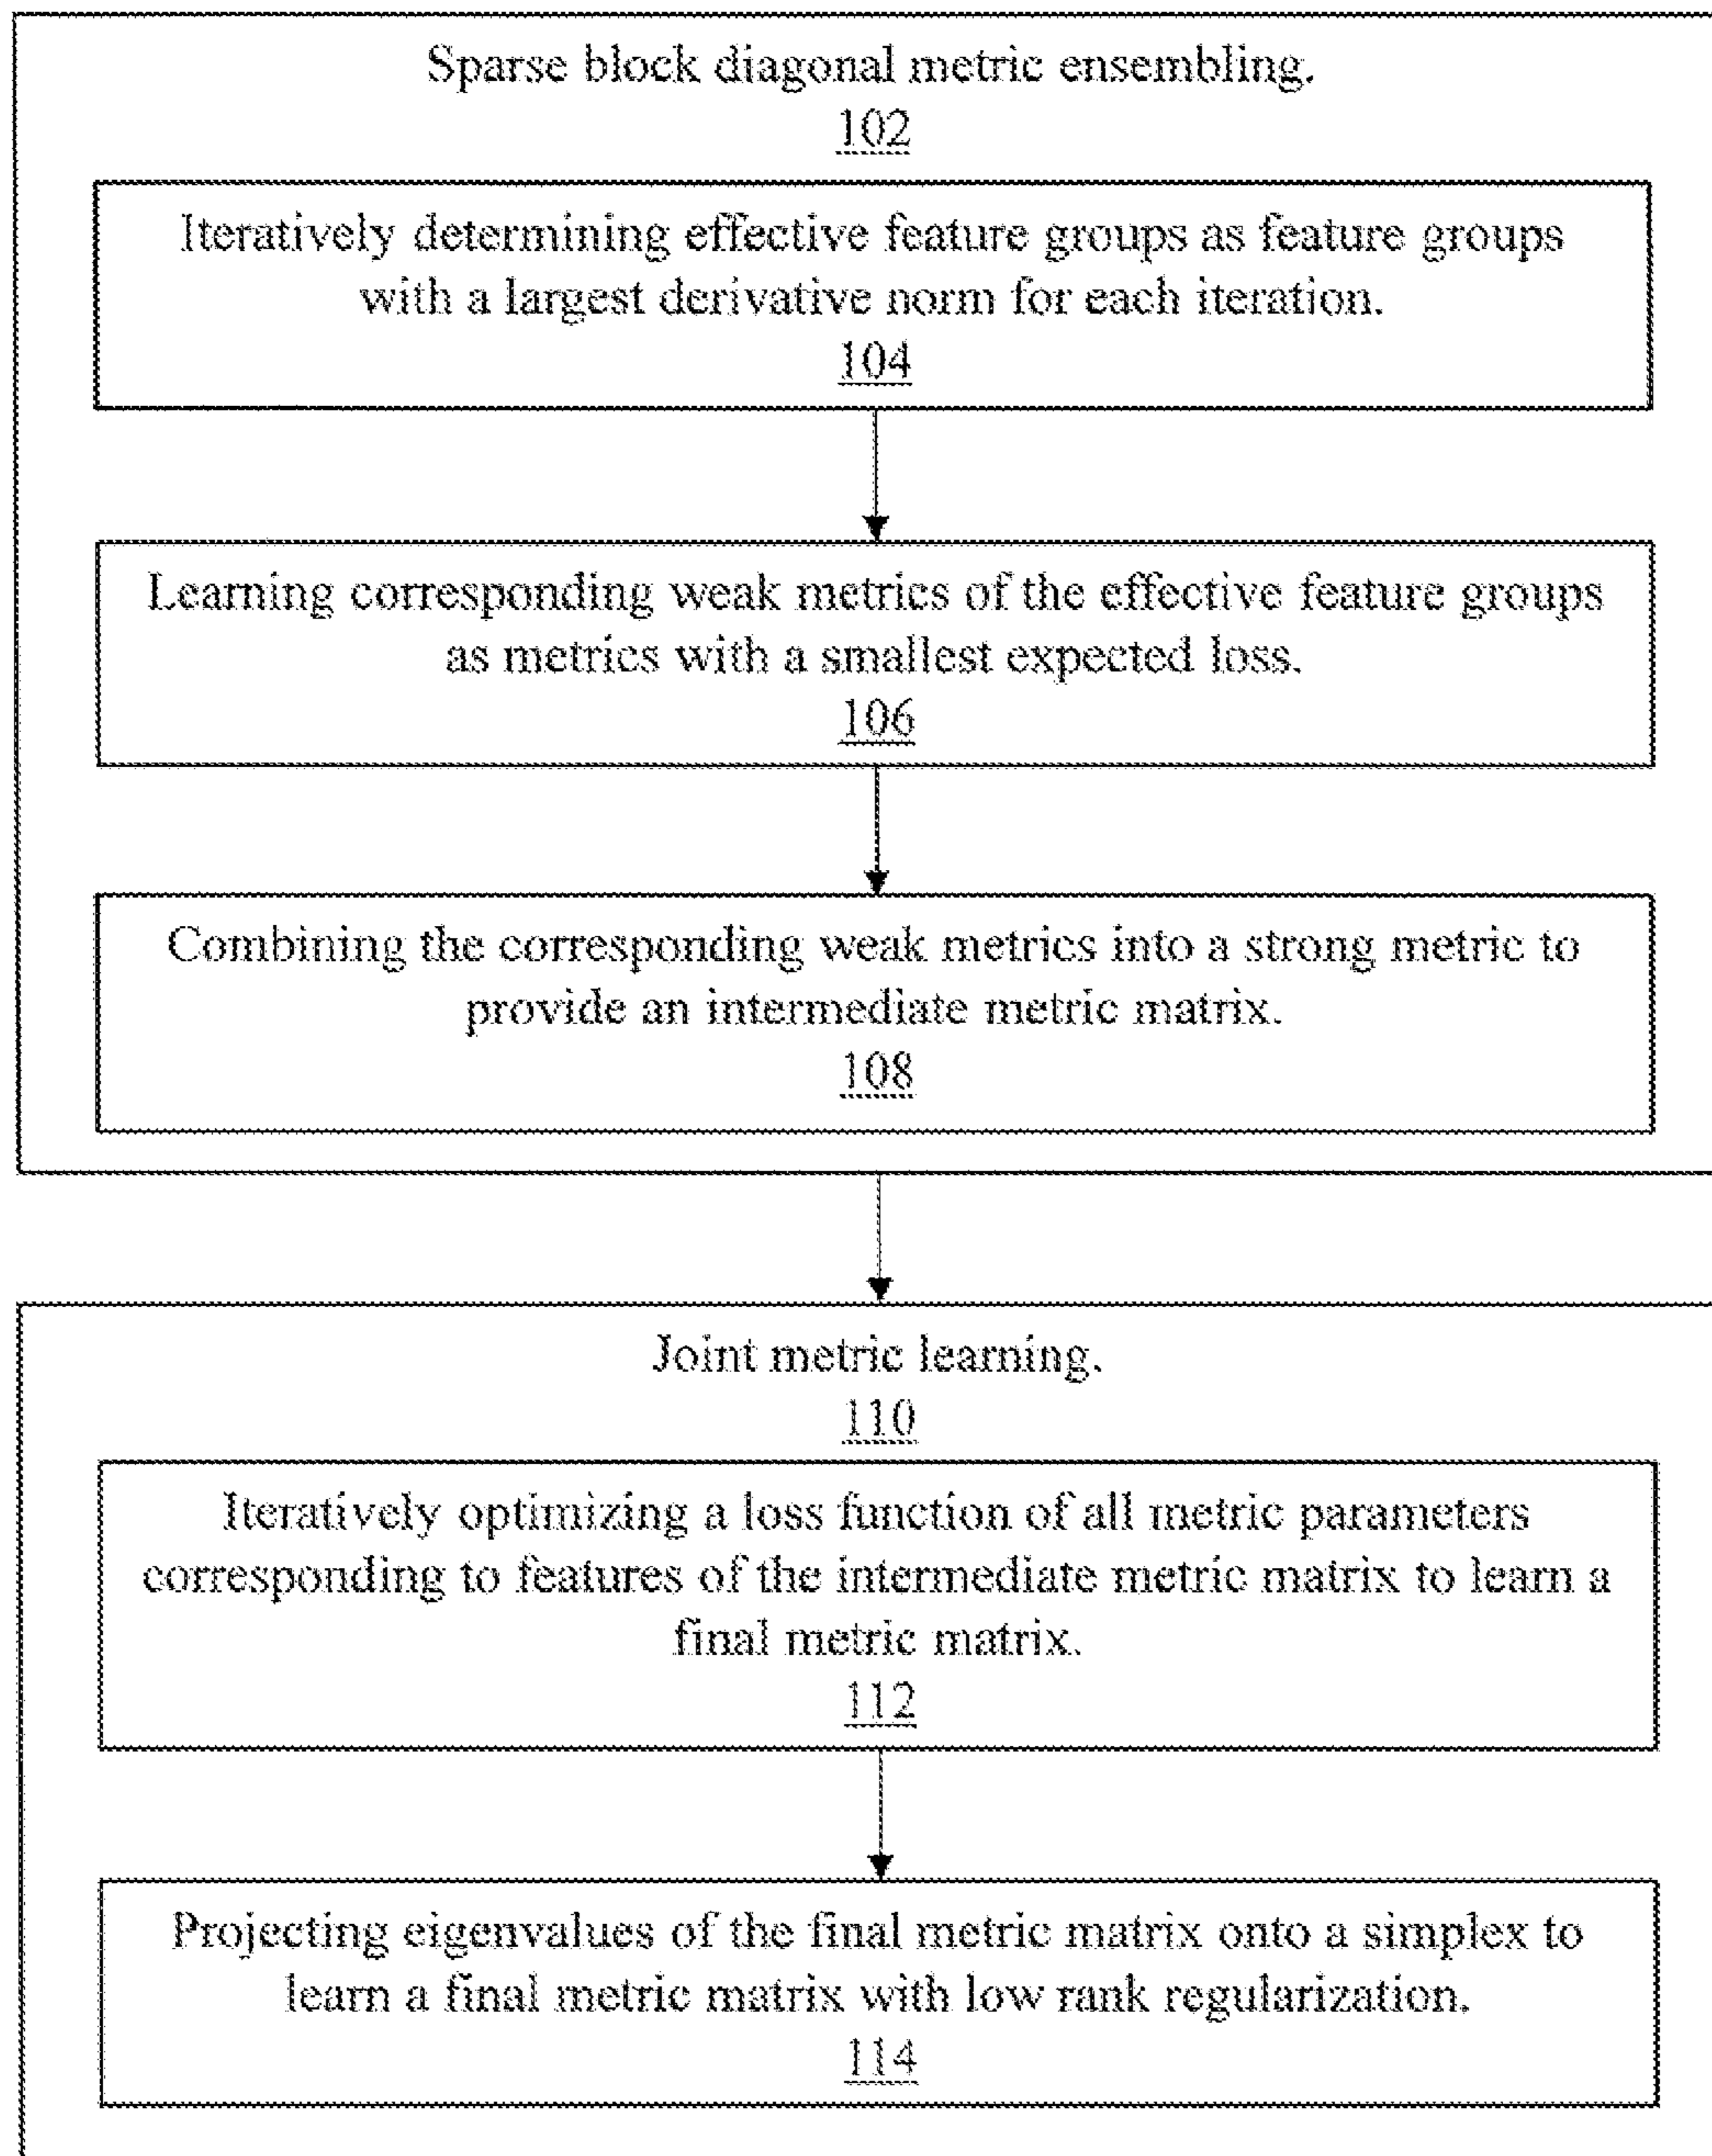 Sparse block diagonal metric ensembling.
102
Iteratively determining effective feature groups as feature groups
with a largest derivative norm for each iteration.
104
Learning corresponding weak metrics of the effective feature groups
as metrics with a smallest expected loss.
106
Combining the corresponding weak metrics into a strong metric to
provide an intermediate metric matrix.
108
Joint metric learning.
110
Iteratively optimizing a loss function of all metric parameters
corresponding to features of the intermediate metric matrix to learn a
final metric matrix.
112
Projecting eigenvalues of the final metric matrix onto a simplex to
learn a final metric matrix with low rank regularization.
114